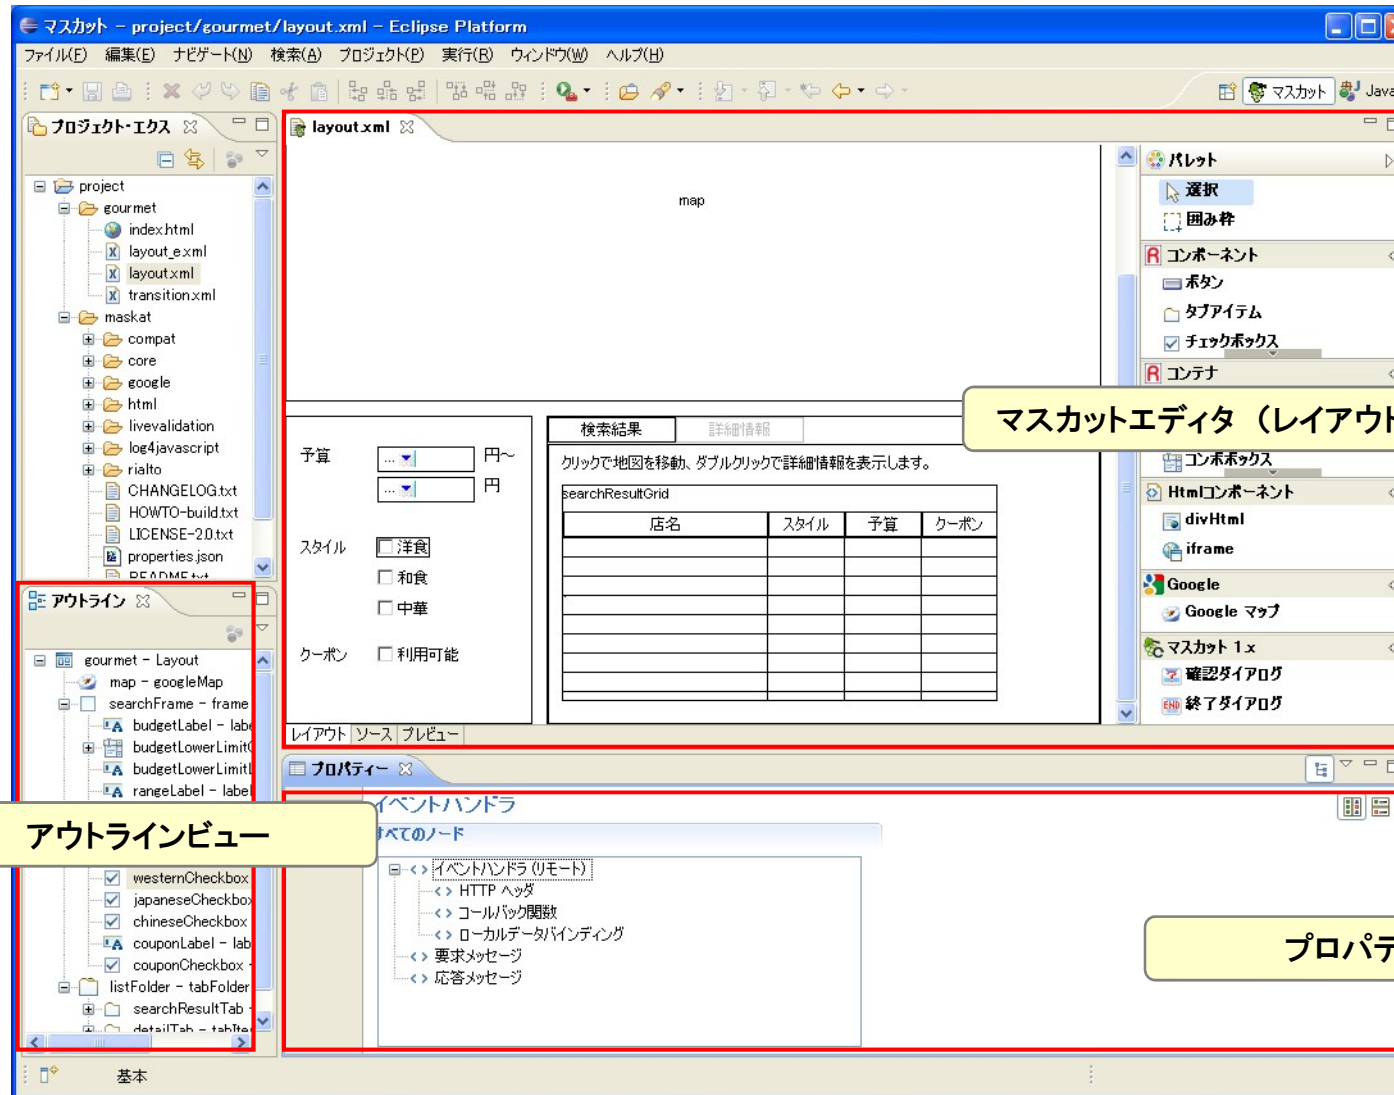 マスカット - project/gourmet/layout.xml - Eclipse Platform
ファイル(F) 編集(E) ナビゲート(N) 検索(A) プロジェクト(P) 実行(R) ウィンドウ(W) ヘルプ(H)
マスカット Java
プロジェクト・エクス
project
gourmet
index.html
layout_e.xml
layout.xml
transition.xml
maskat
compat
core
google
html
livevalidation
log4javascript
rialto
CHANGELOG.txt
HOWTO-build.txt
LICENSE-2.0.txt
properties.json
README.txt
layout.xml
map
予算
... 円～
... 円
スタイル
洋食
和食
中華
クーポン
利用可能
検索結果 詳細情報
クリックで地図を移動、ダブルクリックで詳細情報を表示します。
searchResultGrid
店名 スタイル 予算 クーポン
レイアウト ソース プレビュー
パレット
選択
囲み枠
コンポーネント
ボタン
タブアイテム
チェックボックス
コンテナ
マスカットエディタ （レイアウト
コンボボックス
Htmlコンポーネント
divHtml
iframe
Google
Google マップ
マスカット 1.x
確認ダイアログ
END 終了ダイアログ
アウトライン
gourmet - Layout
map - googleMap
searchFrame - frame
budgetLabel - labe
budgetLowerLimitC
budgetLowerLimitL
rangeLabel - label
アウトラインビュー
westernCheckbox
japaneseCheckbox
chineseCheckbox
couponLabel - lab
couponCheckbox -
listFolder - tabFolder
searchResultTab -
detailTab - tabIte
プロパティー
イベントハンドラ
すべてのノード
イベントハンドラ (リモート)
HTTP ヘッダ
コールバック関数
ローカルデータバインディング
要求メッセージ
応答メッセージ
プロパテ
基本